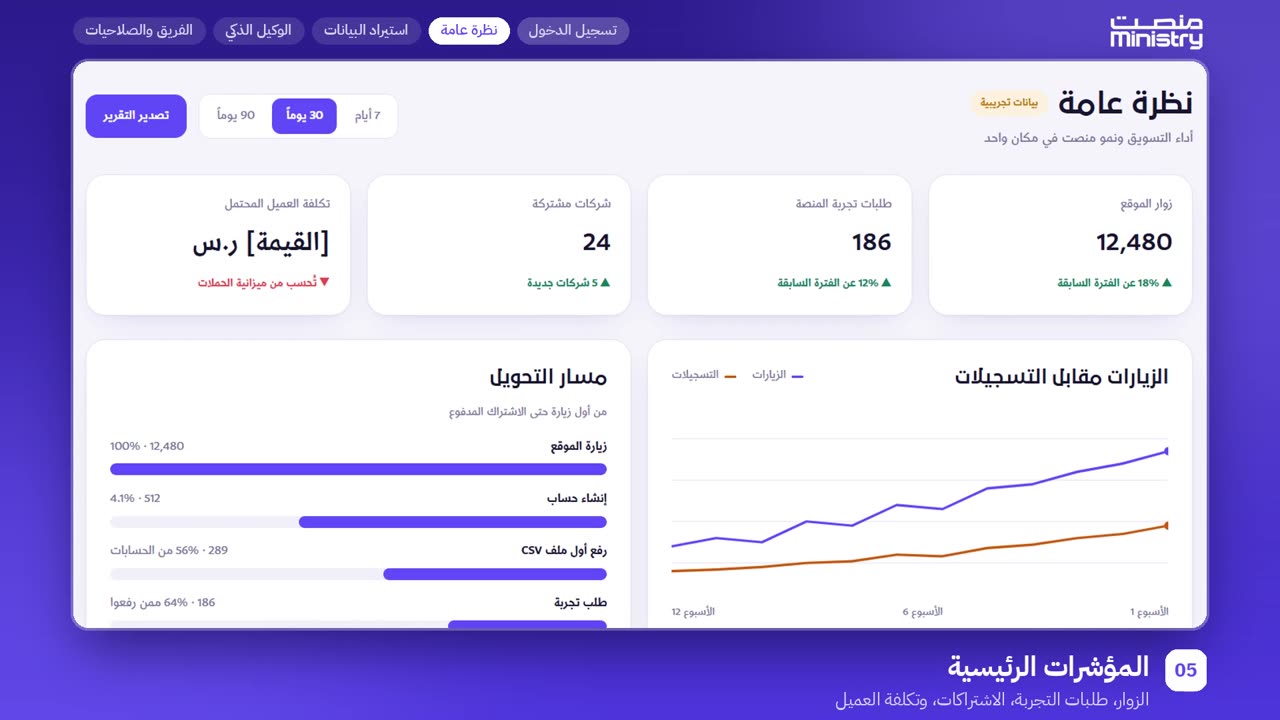 منصت
Ministry
تسجيل الدخول
نظرة عامة
استيراد البيانات
الوكيل الذكي
الفريق والصلاحيات
نظرة عامة
بيانات تجريبية
أداء التسويق ونمو منصت في مكان واحد
7 أيام
30 يوماً
90 يوماً
تصدير التقرير
زوار الموقع
12,480
▲ 18% عن الفترة السابقة
طلبات تجربة المنصة
186
▲ 12% عن الفترة السابقة
شركات مشتركة
24
▲ 5 شركات جديدة
تكلفة العميل المحتمل
[القيمة] ر.س
▼ تُحسب من ميزانية الحملات
الزيارات مقابل التسجيلات
الزيارات
التسجيلات
الأسبوع 1
الأسبوع 6
الأسبوع 12
مسار التحويل
من أول زيارة حتى الاشتراك المدفوع
زيارة الموقع
12,480 · 100%
إنشاء حساب
512 · 4.1%
رفع أول ملف CSV
289 · 56% من الحسابات
طلب تجربة
186 · 64% ممن رفعوا
05
المؤشرات الرئيسية
الزوار، طلبات التجربة، الاشتراكات، وتكلفة العميل